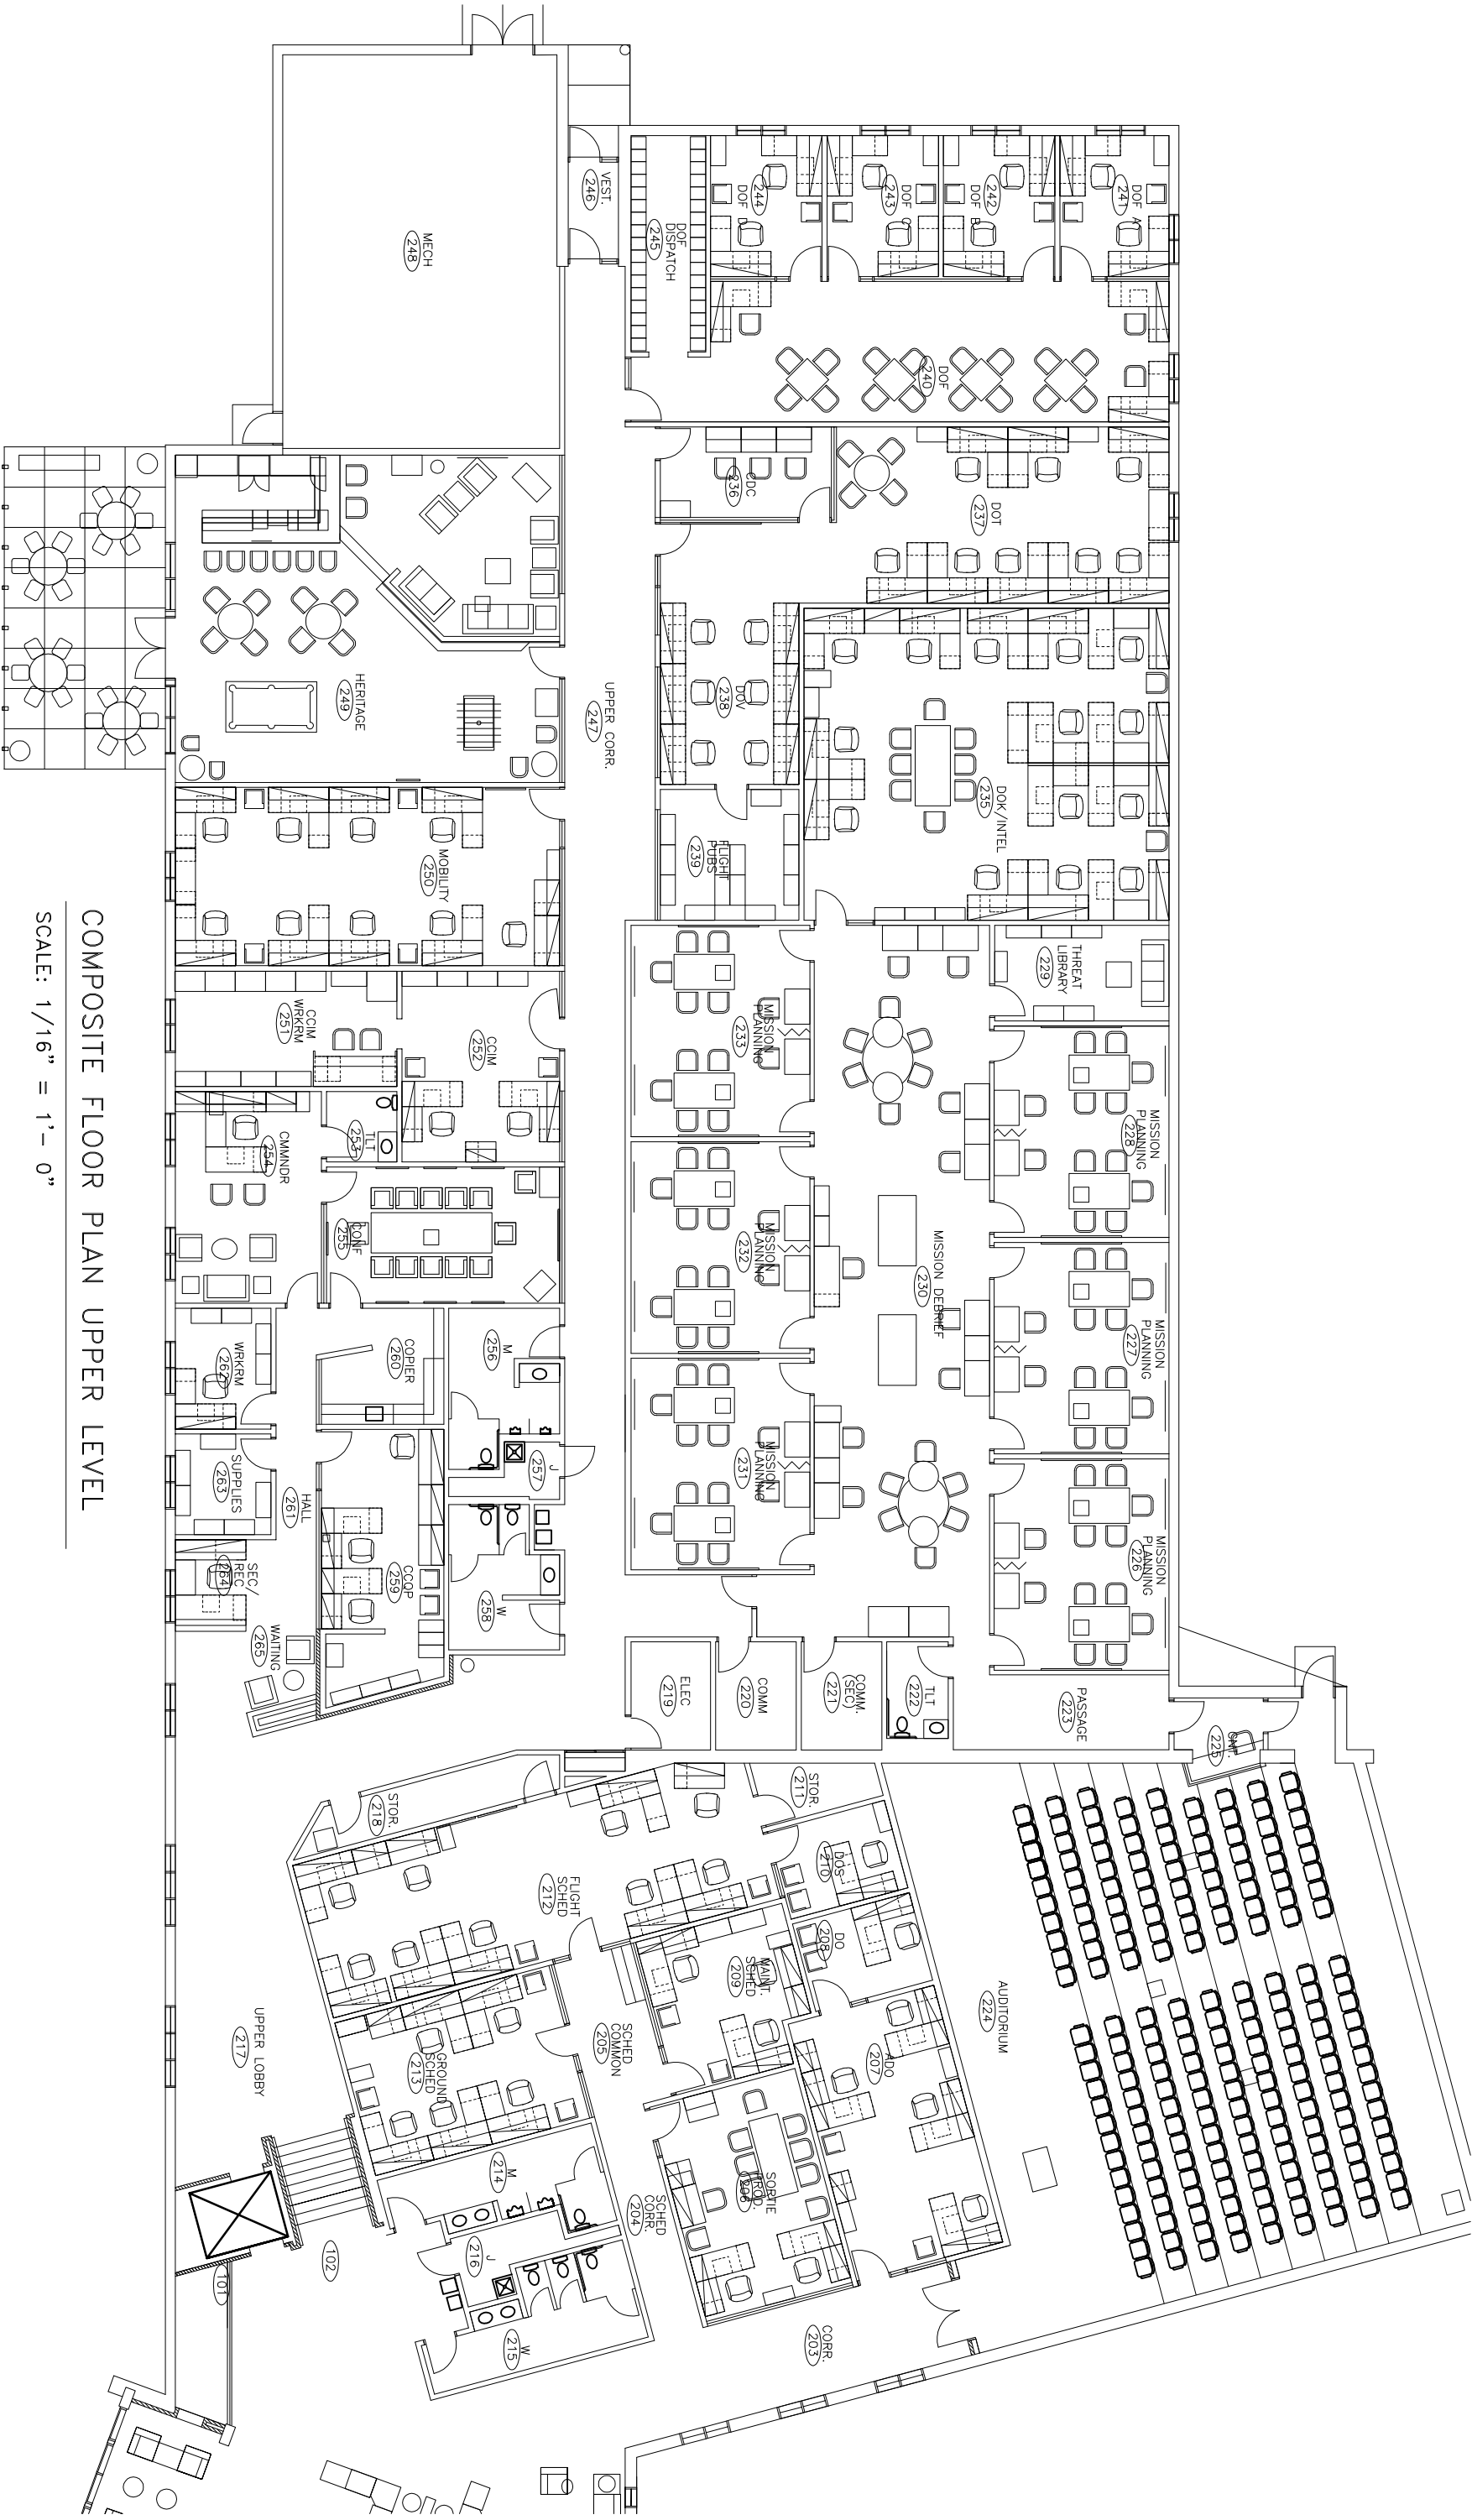 DOF A
241
DOF B
242
DOF C
243
DOF D
244
DOF
DISPATCH
245
VEST.
246
MECH
248
DOF
240
CDC
236
DOT
237
DOV
238
FLIGHT
PUBS
239
DOK/INTEL
235
UPPER CORR.
247
HERITAGE
249
MOBILITY
250
THREAT
LIBRARY
229
MISSION
PLANNING
228
MISSION
PLANNING
227
MISSION
PLANNING
226
MISSION DEBRIEF
230
MISSION
PLANNING
233
MISSION
PLANNING
232
MISSION
PLANNING
231
CCIM
WRKRM
251
CCIM
252
TLT
253
CMMNDR
254
CONF
255
M
256
J
257
W
258
CCQP
259
COPIER
260
HALL
261
WRKRM
262
SUPPLIES
263
SEC/
REC
264
WAITING
265
PASSAGE
223
TLT
222
COMM.
(SEC)
221
COMM
220
ELEC
219
225
AUDITORIUM
224
STOR.
211
STOR.
218
DOS
210
DO
208
MAINT.
SCHED
209
FLIGHT
SCHED
212
ADO
207
SCHED
COMMON
205
GROUND
SCHED
213
SORTIE
PROD.
206
SCHED
CORR.
204
M
214
J
216
W
215
CORR.
203
UPPER LOBBY
217
102
101
COMPOSITE FLOOR PLAN UPPER LEVEL
SCALE: 1/16" = 1'- 0"